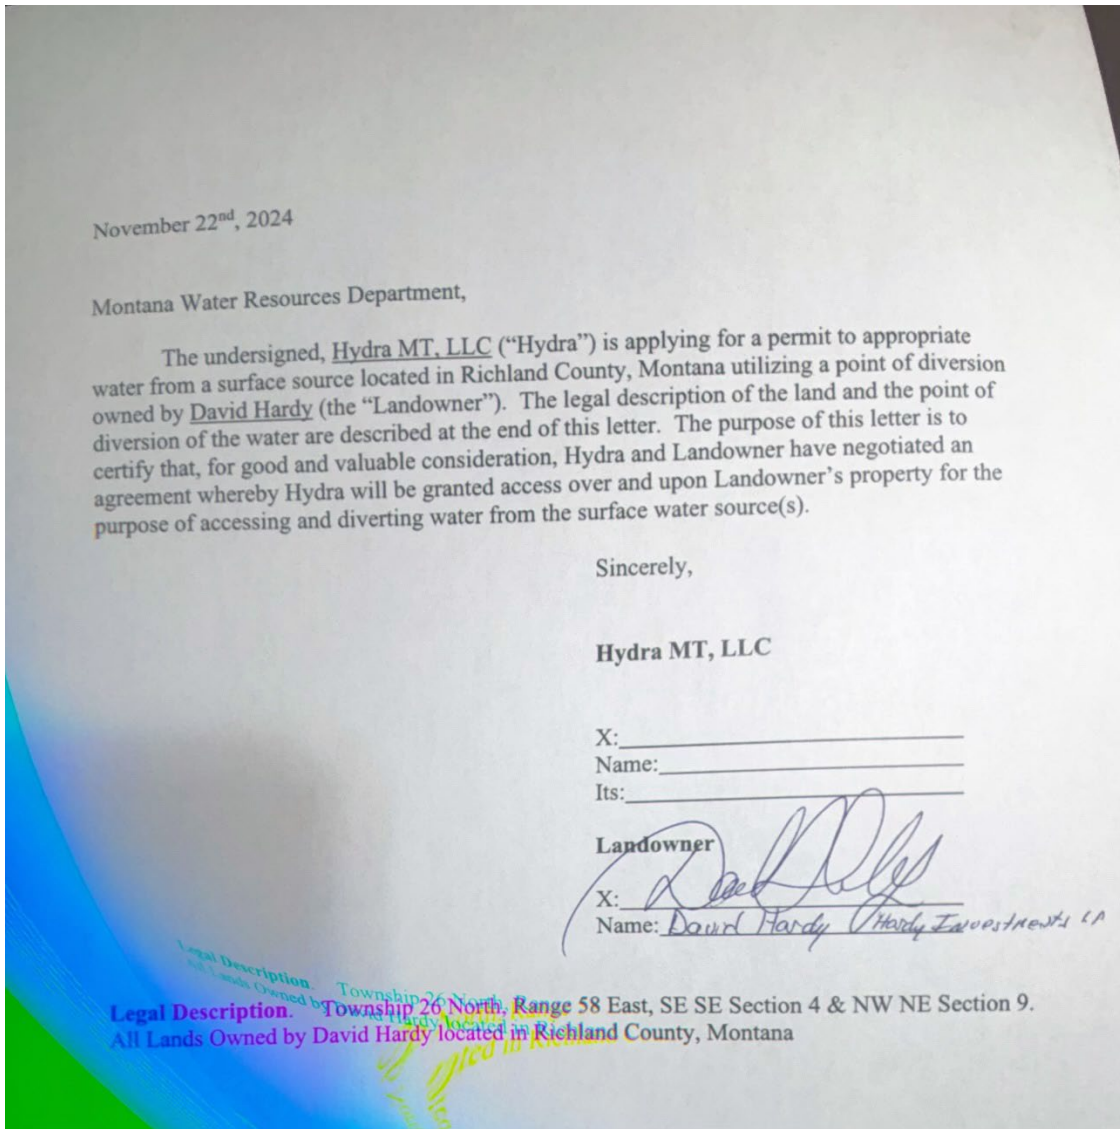 November 22nd, 2024
Montana Water Resources Department,
The undersigned, Hydra MT, LLC ("Hydra") is applying for a permit to appropriate
water from a surface source located in Richland County, Montana utilizing a point of diversion
owned by David Hardy (the "Landowner"). The legal description of the land and the point of
diversion of the water are described at the end of this letter. The purpose of this letter is to
certify that, for good and valuable consideration, Hydra and Landowner have negotiated an
agreement whereby Hydra will be granted access over and upon Landowner's property for the
purpose of accessing and diverting water from the surface water source(s).
Sincerely,
Hydra MT, LLC
X:
Name:
Its:
Landowner
X:
Name: David Hardy Hardy Investments
Legal Description. Township 26 North, Range 58 East, SE SE Section 4 & NW NE Section 9.
All Lands Owned by David Hardy located in Richland County, Montana